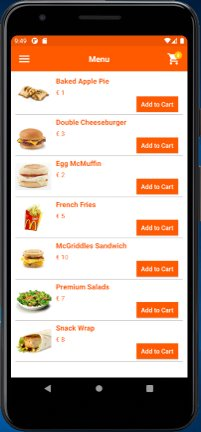 9:49
Menu
Baked Apple Pie
£ 1
Add to Cart
Double Cheeseburger
£ 3
Add to Cart
Egg McMuffin
£ 2
Add to Cart
French Fries
£ 5
Add to Cart
McGriddles Sandwich
£ 10
Add to Cart
Premium Salads
£ 7
Add to Cart
Snack Wrap
£ 8
Add to Cart